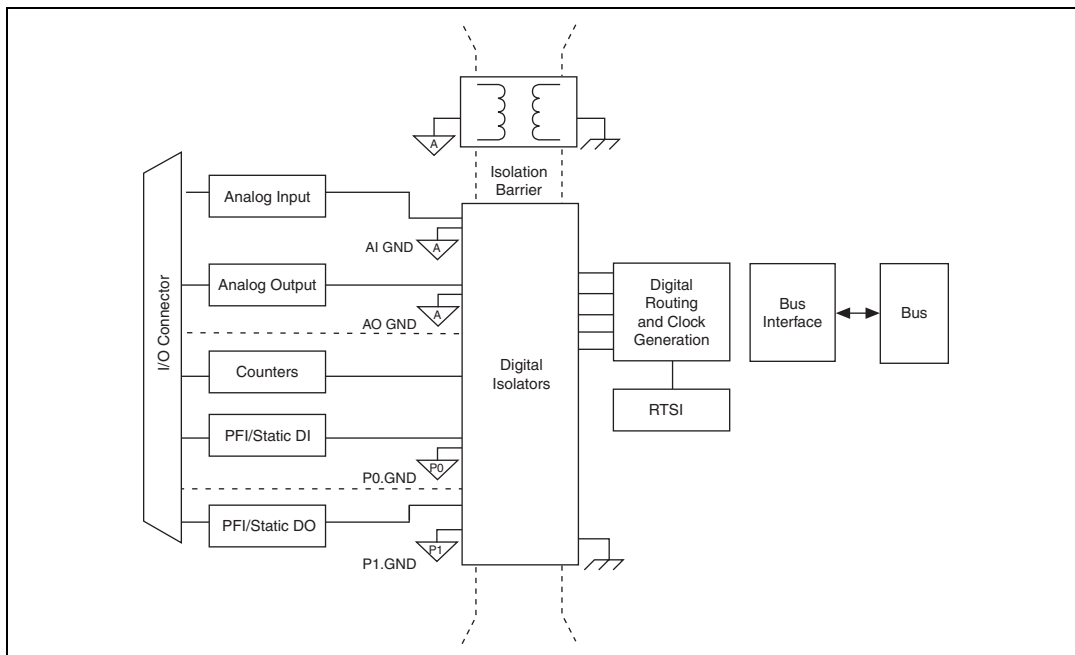 A
Isolation
Barrier
I/O Connector
Analog Input
AI GND
A
Analog Output
AO GND
A
Counters
PFI/Static DI
P0.GND
P0
PFI/Static DO
P1.GND
P1
Digital
Isolators
Digital
Routing
and Clock
Generation
RTSI
Bus
Interface
Bus